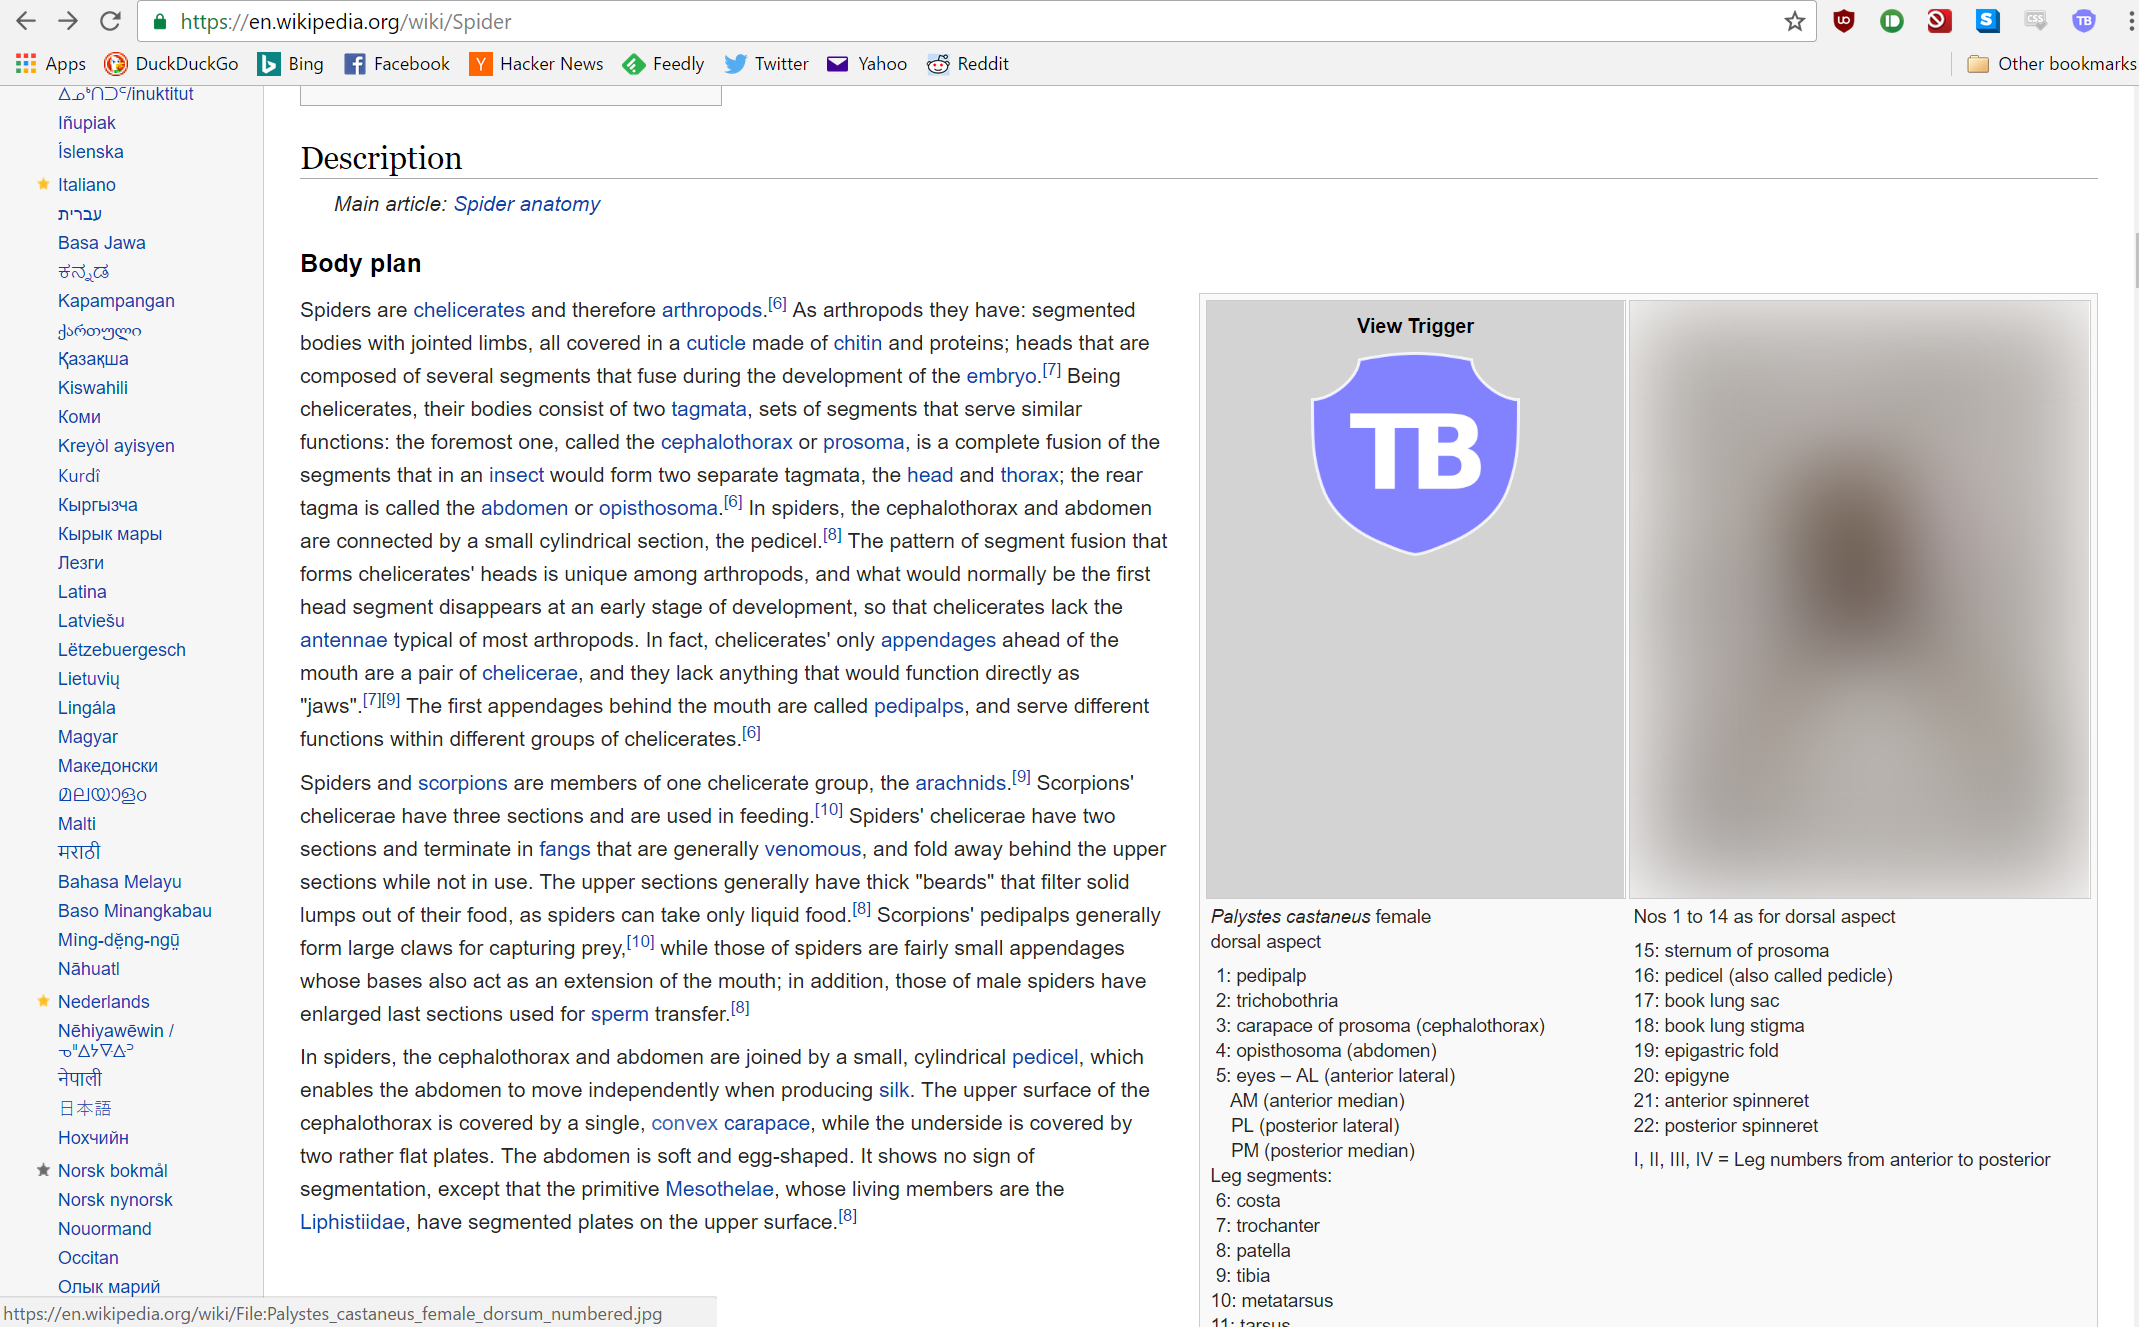 https://en.wikipedia.org/wiki/Spider
Apps DuckDuckGo Bing Facebook Hacker News Feedly Twitter Yahoo Reddit Other bookmarks
ᐃᓄᒃᑎᑐᑦ/inuktitut
Iñupiak
Íslenska
Italiano
עברית
Basa Jawa
ಕನ್ನಡ
Kapampangan
ქართული
Қазақша
Kiswahili
Коми
Kreyòl ayisyen
Kurdî
Кыргызча
Кырык мары
Лезги
Latina
Latviešu
Lëtzebuergesch
Lietuvių
Lingála
Magyar
Македонски
മലയാളം
Malti
मराठी
Bahasa Melayu
Baso Minangkabau
Mìng-dĕ̤ng-ngṳ̄
Nāhuatl
Nederlands
Nēhiyawēwin /
ᓀᐦᐃᔭᐍᐏᐣ
नेपाली
日本語
Нохчийн
Norsk bokmål
Norsk nynorsk
Nouormand
Occitan
Олык марий
Description
Main article: Spider anatomy
Body plan
Spiders are chelicerates and therefore arthropods.[6] As arthropods they have: segmented
bodies with jointed limbs, all covered in a cuticle made of chitin and proteins; heads that are
composed of several segments that fuse during the development of the embryo.[7] Being
chelicerates, their bodies consist of two tagmata, sets of segments that serve similar
functions: the foremost one, called the cephalothorax or prosoma, is a complete fusion of the
segments that in an insect would form two separate tagmata, the head and thorax; the rear
tagma is called the abdomen or opisthosoma.[6] In spiders, the cephalothorax and abdomen
are connected by a small cylindrical section, the pedicel.[8] The pattern of segment fusion that
forms chelicerates' heads is unique among arthropods, and what would normally be the first
head segment disappears at an early stage of development, so that chelicerates lack the
antennae typical of most arthropods. In fact, chelicerates' only appendages ahead of the
mouth are a pair of chelicerae, and they lack anything that would function directly as
"jaws".[7][9] The first appendages behind the mouth are called pedipalps, and serve different
functions within different groups of chelicerates.[6]
Spiders and scorpions are members of one chelicerate group, the arachnids.[9] Scorpions'
chelicerae have three sections and are used in feeding.[10] Spiders' chelicerae have two
sections and terminate in fangs that are generally venomous, and fold away behind the upper
sections while not in use. The upper sections generally have thick "beards" that filter solid
lumps out of their food, as spiders can take only liquid food.[8] Scorpions' pedipalps generally
form large claws for capturing prey,[10] while those of spiders are fairly small appendages
whose bases also act as an extension of the mouth; in addition, those of male spiders have
enlarged last sections used for sperm transfer.[8]
In spiders, the cephalothorax and abdomen are joined by a small, cylindrical pedicel, which
enables the abdomen to move independently when producing silk. The upper surface of the
cephalothorax is covered by a single, convex carapace, while the underside is covered by
two rather flat plates. The abdomen is soft and egg-shaped. It shows no sign of
segmentation, except that the primitive Mesothelae, whose living members are the
Liphistiidae, have segmented plates on the upper surface.[8]
View Trigger
TB
Palystes castaneus female
dorsal aspect
1: pedipalp
2: trichobothria
3: carapace of prosoma (cephalothorax)
4: opisthosoma (abdomen)
5: eyes – AL (anterior lateral)
AM (anterior median)
PL (posterior lateral)
PM (posterior median)
Leg segments:
6: costa
7: trochanter
8: patella
9: tibia
10: metatarsus
11: tarsus
Nos 1 to 14 as for dorsal aspect
15: sternum of prosoma
16: pedicel (also called pedicle)
17: book lung sac
18: book lung stigma
19: epigastric fold
20: epigyne
21: anterior spinneret
22: posterior spinneret
I, II, III, IV = Leg numbers from anterior to posterior
https://en.wikipedia.org/wiki/File:Palystes_castaneus_female_dorsum_numbered.jpg